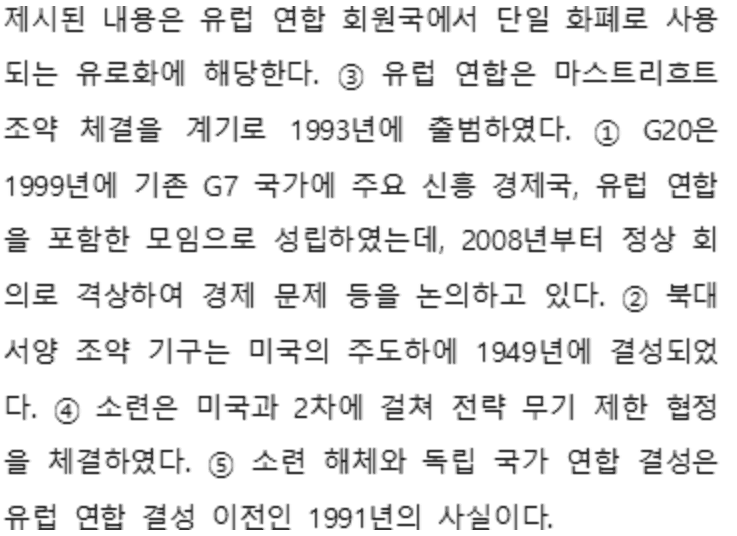 제시된 내용은 유럽 연합 회원국에서 단일 화폐로 사용
되는 유로화에 해당한다. ③ 유럽 연합은 마스트리흐트
조약 체결을 계기로 1993년에 출범하였다. ① G20은
1999년에 기존 G7 국가에 주요 신흥 경제국, 유럽 연합
을 포함한 모임으로 성립하였는데, 2008년부터 정상 회
의로 격상하여 경제 문제 등을 논의하고 있다. ② 북대
서양 조약 기구는 미국의 주도하에 1949년에 결성되었
다. ④ 소련은 미국과 2차에 걸쳐 전략 무기 제한 협정
을 체결하였다. ⑤ 소련 해체와 독립 국가 연합 결성은
유럽 연합 결성 이전인 1991년의 사실이다.